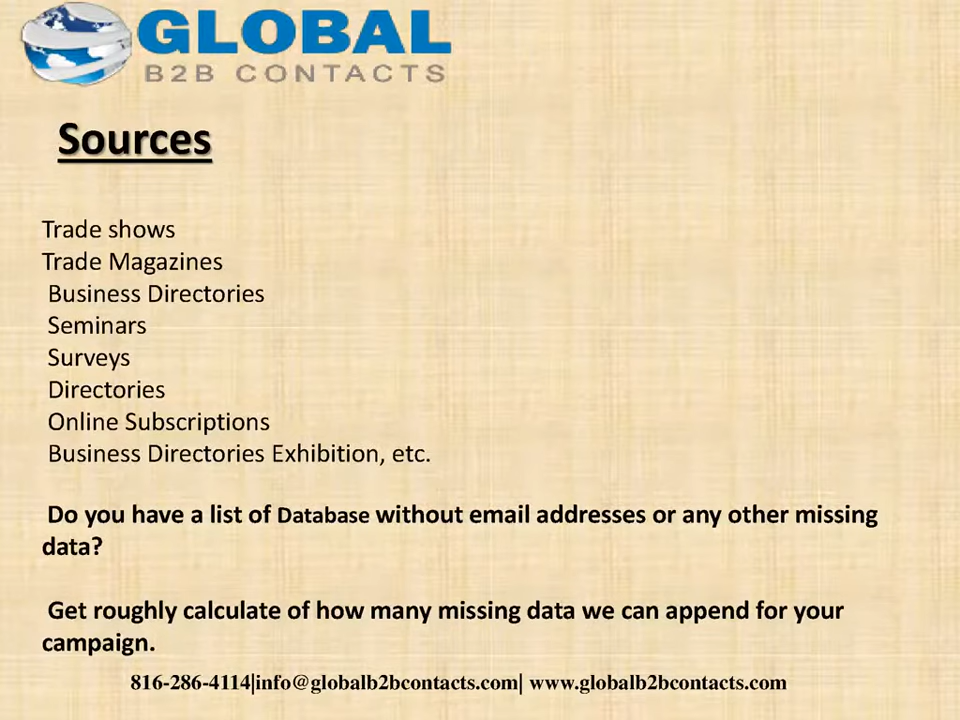 GLOBAL
B2B CONTACTS
Sources
Trade shows
Trade Magazines
Business Directories
Seminars
Surveys
Directories
Online Subscriptions
Business Directories Exhibition, etc.
Do you have a list of Database without email addresses or any other missing
data?
Get roughly calculate of how many missing data we can append for your
campaign.
816-286-4114|info@globalb2bcontacts.com| www.globalb2bcontacts.com